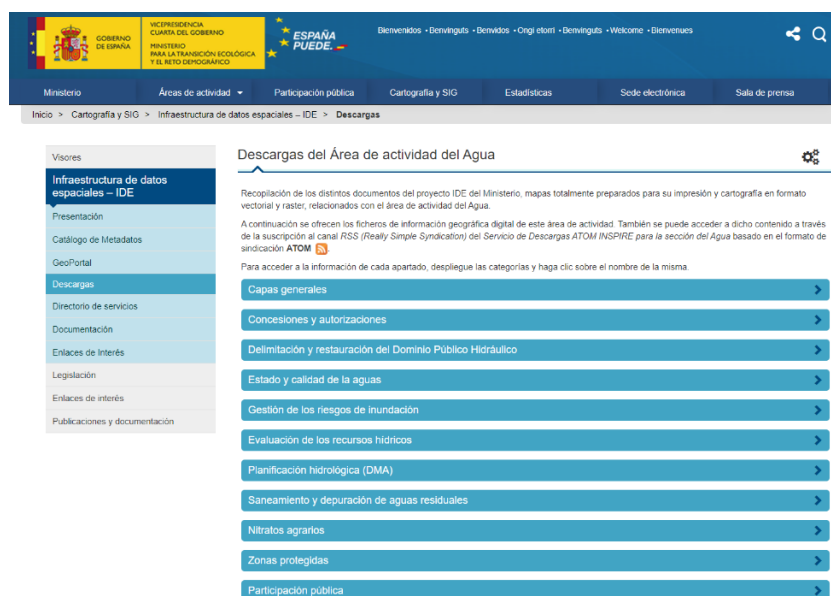 GOBIERNO
DE ESPAÑA
VICEPRESIDENCIA
CUARTA DEL GOBIERNO
MINISTERIO
PARA LA TRANSICIÓN ECOLÓGICA
Y EL RETO DEMOGRÁFICO
ESPAÑA
PUEDE.
Bienvenidos • Benvinguts • Benvidos • Ongi etorri • Benvinguts • Welcome • Bienvenues
Ministerio Áreas de actividad Participación pública Cartografía y SIG Estadísticas Sede electrónica Sala de prensa
Inicio > Cartografía y SIG > Infraestructura de datos espaciales – IDE > Descargas
Visores
Infraestructura de datos
espaciales – IDE
Presentación
Catálogo de Metadatos
GeoPortal
Descargas
Directorio de servicios
Documentación
Enlaces de Interés
Legislación
Enlaces de interés
Publicaciones y documentación
Descargas del Área de actividad del Agua
Recopilación de los distintos documentos del proyecto IDE del Ministerio, mapas totalmente preparados para su impresión y cartografía en formato
vectorial y raster, relacionados con el área de actividad del Agua.
A continuación se ofrecen los ficheros de información geográfica digital de este área de actividad. También se puede acceder a dicho contenido a través
de la suscripción al canal RSS (Really Simple Syndication) del Servicio de Descargas ATOM INSPIRE para la sección del Agua basado en el formato de
sindicación ATOM .
Para acceder a la información de cada apartado, despliegue las categorías y haga clic sobre el nombre de la misma.
Capas generales
Concesiones y autorizaciones
Delimitación y restauración del Dominio Público Hidráulico
Estado y calidad de la aguas
Gestión de los riesgos de inundación
Evaluación de los recursos hídricos
Planificación hidrológica (DMA)
Saneamiento y depuración de aguas residuales
Nitratos agrarios
Zonas protegidas
Participación pública